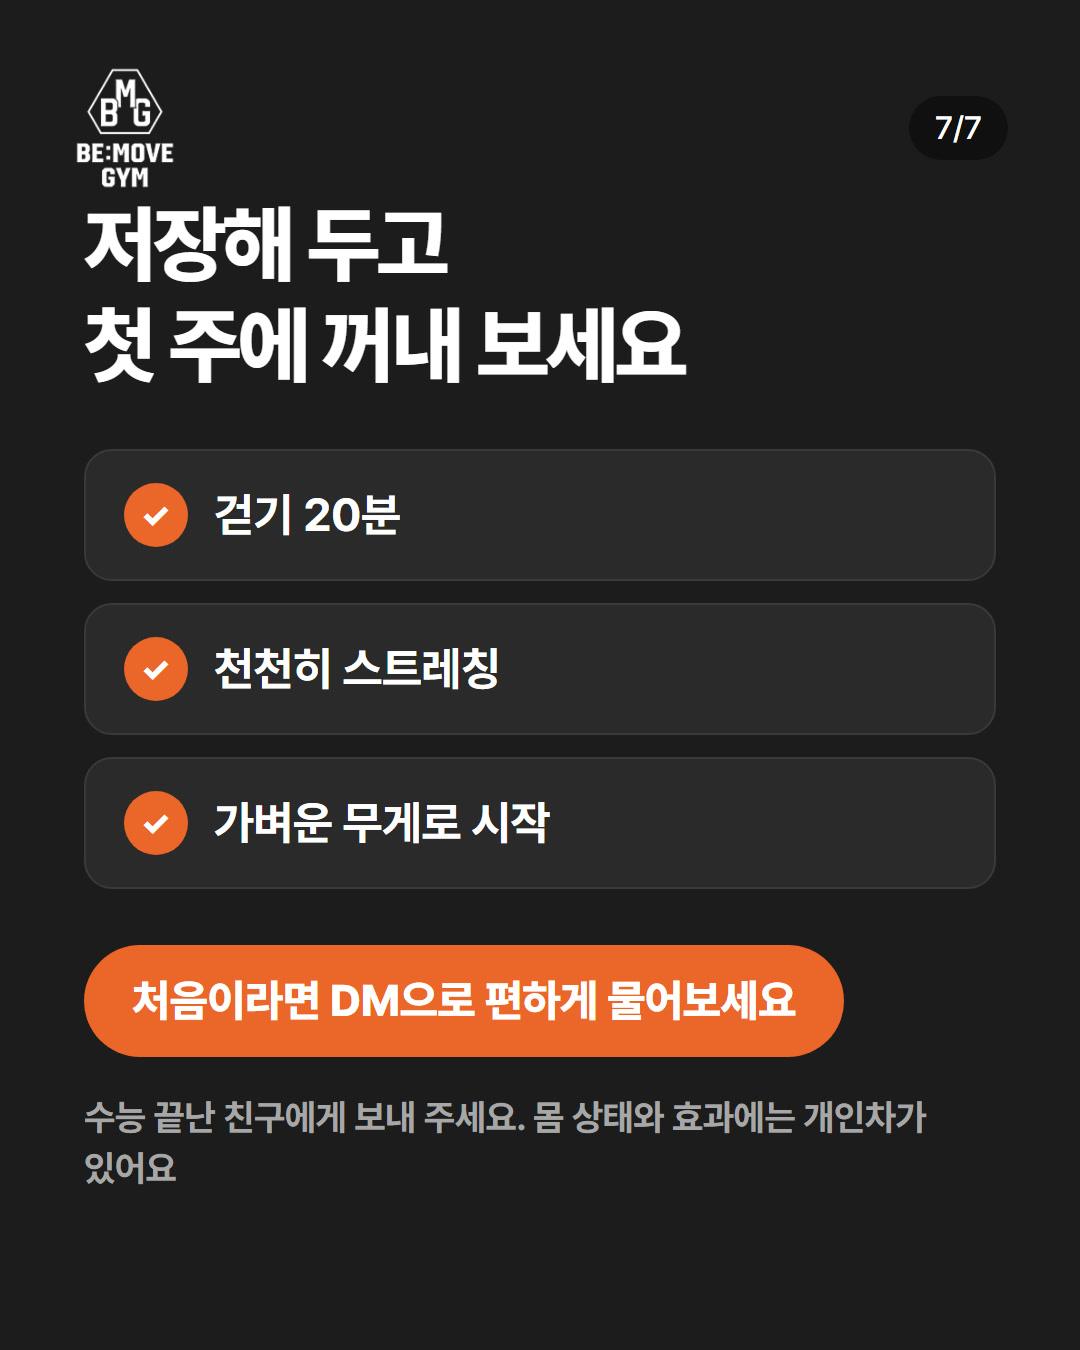 BMG
BE:MOVE
GYM
7/7
저장해 두고
첫 주에 꺼내 보세요
걷기 20분
천천히 스트레칭
가벼운 무게로 시작
처음이라면 DM으로 편하게 물어보세요
수능 끝난 친구에게 보내 주세요. 몸 상태와 효과에는 개인차가
있어요